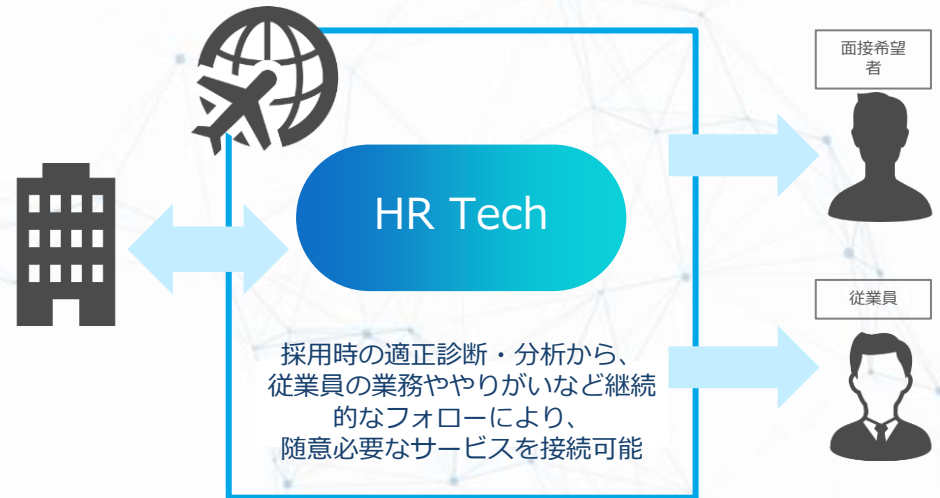 面接希望
者
HR Tech
従業員
採用時の適正診断・分析から、
従業員の業務ややりがいなど継続
的なフォローにより、
随意必要なサービスを接続可能